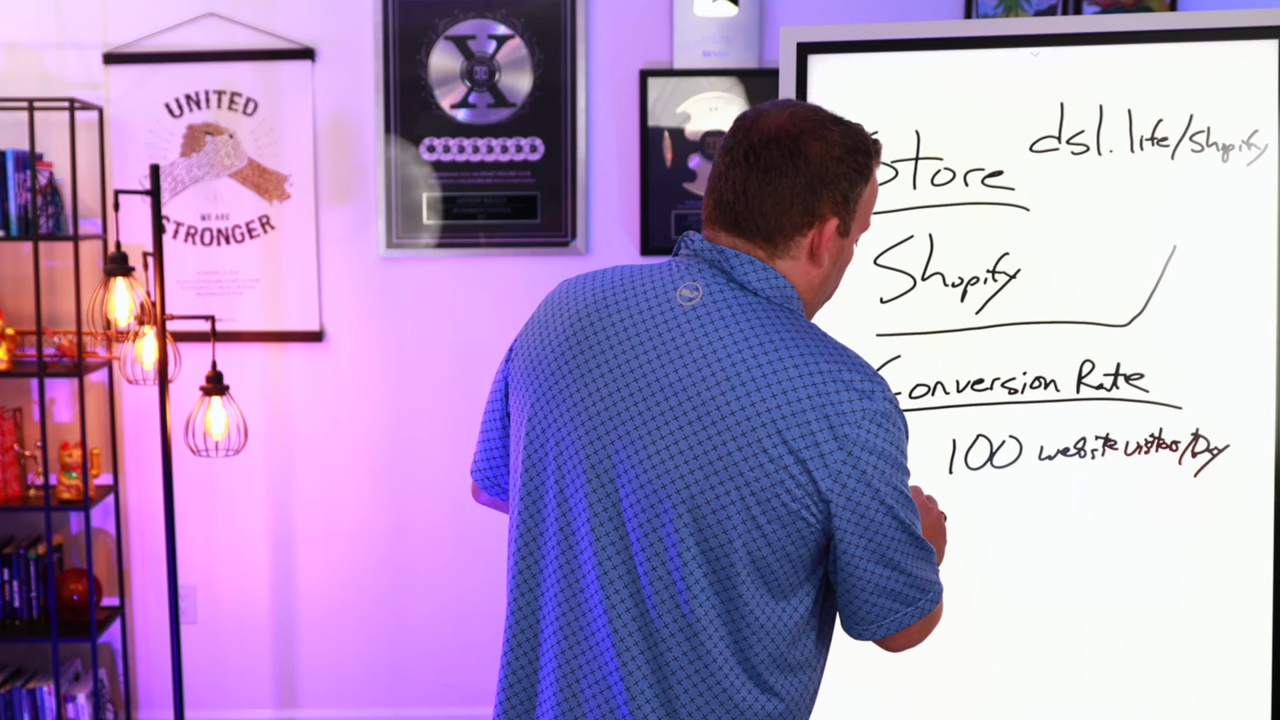 UNITED
WE ARE
STRONGER
X
Store
dsl.life/shopify
Shopify
Conversion Rate
100 website visitors/Day